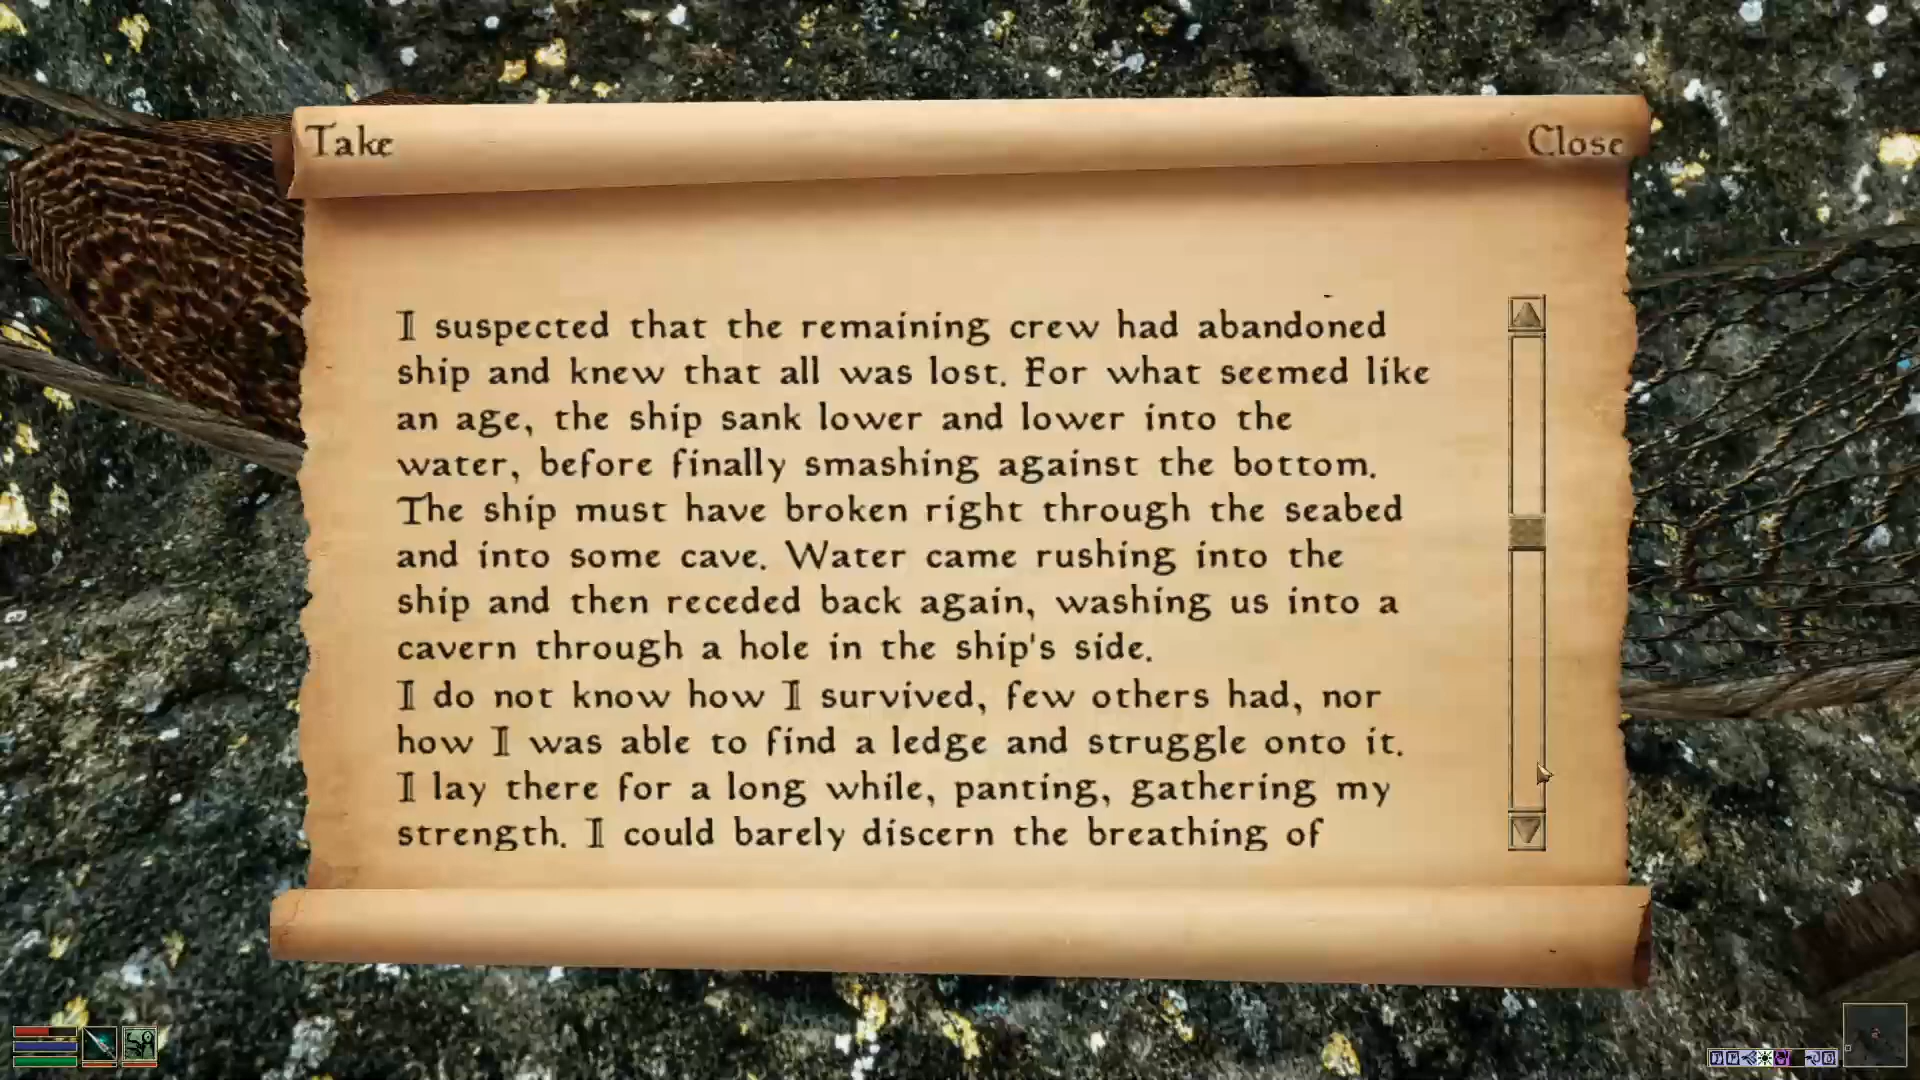 Take
Close
I suspected that the remaining crew had abandoned
ship and knew that all was lost. For what seemed like
an age, the ship sank lower and lower into the
water, before finally smashing against the bottom.
The ship must have broken right through the seabed
and into some cave. Water came rushing into the
ship and then receded back again, washing us into a
cavern through a hole in the ship's side.
I do not know how I survived, few others had, nor
how I was able to find a ledge and struggle onto it.
I lay there for a long while, panting, gathering my
strength. I could barely discern the breathing of